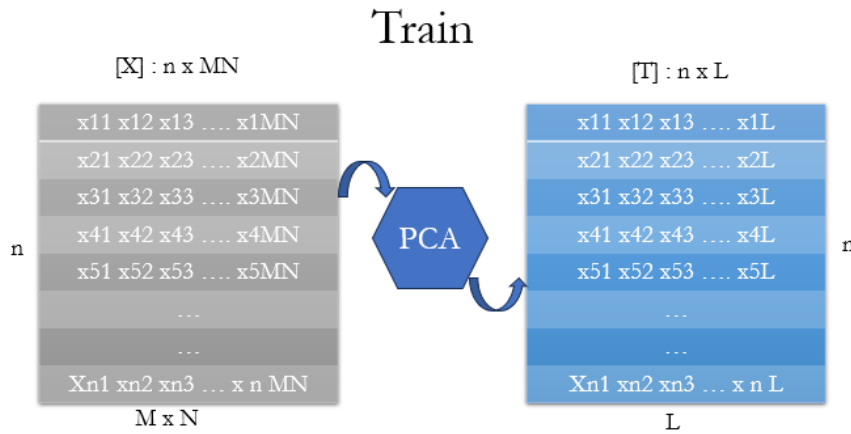 Train
[X] : n x MN
x11 x12 x13 …. x1MN
x21 x22 x23 …. x2MN
x31 x32 x33 …. x3MN
x41 x42 x43 …. x4MN
x51 x52 x53 …. x5MN
…
…
Xn1 xn2 xn3 … x n MN
n
M x N
PCA
[T] : n x L
x11 x12 x13 …. x1L
x21 x22 x23 …. x2L
x31 x32 x33 …. x3L
x41 x42 x43 …. x4L
x51 x52 x53 …. x5L
…
…
Xn1 xn2 xn3 … x n L
n
L